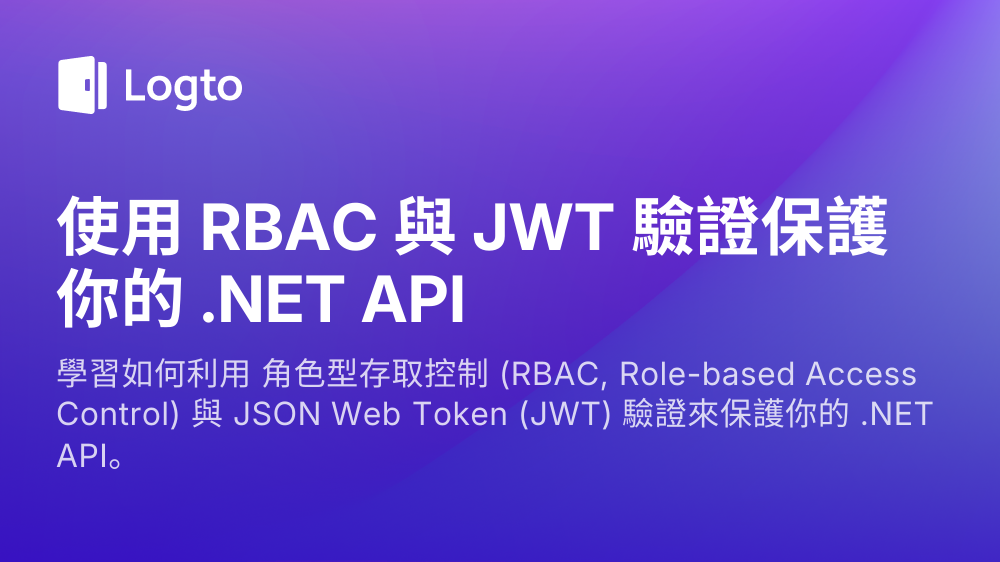 Logto
使用 RBAC 與 JWT 驗證保護
你的 .NET API
學習如何利用 角色型存取控制 (RBAC, Role-based Access
Control) 與 JSON Web Token (JWT) 驗證來保護你的 .NET
API。